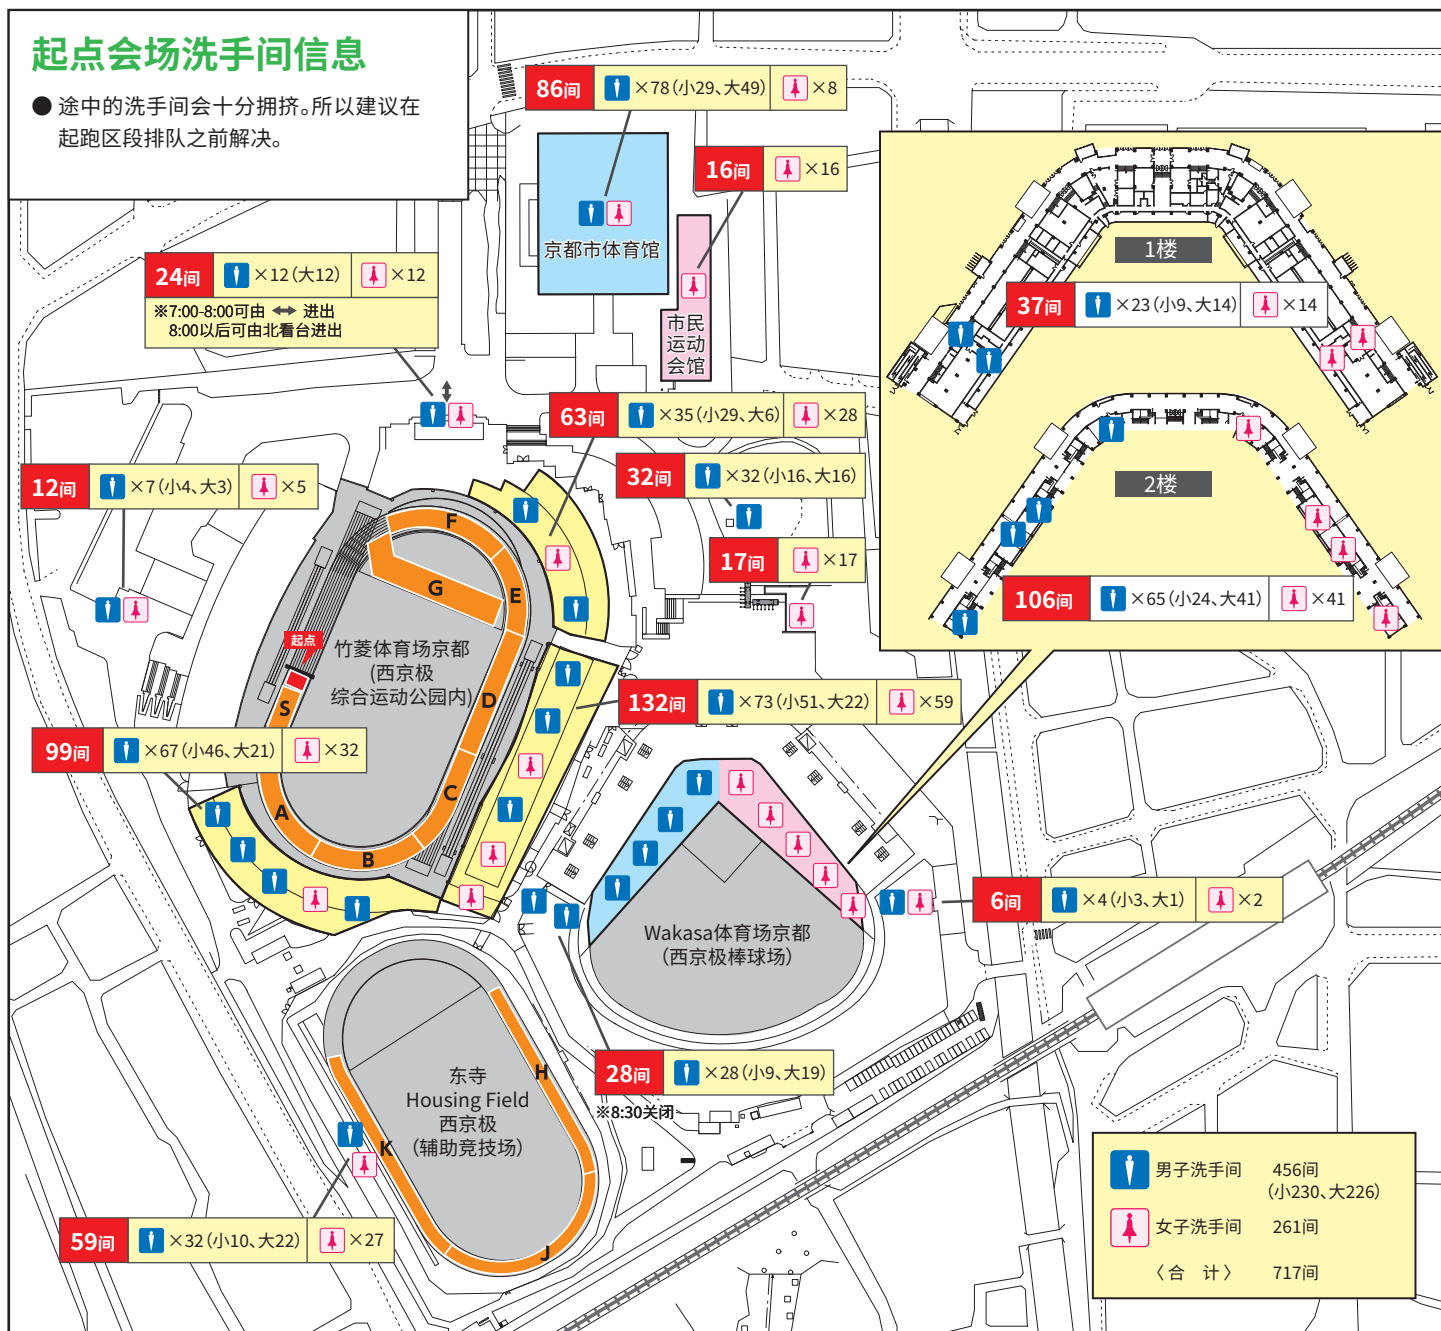 起点会场洗手间信息
● 途中的洗手间会十分拥挤。所以建议在
起跑区段排队之前解决。
86间 ×78(小29、大49) ×8
16间 ×16
京都市体育馆
市民
运动
会馆
24间 ×12(大12) ×12
※7:00-8:00可由 ↔ 进出
8:00以后可由北看台进出
1楼
37间 ×23(小9、大14) ×14
2楼
106间 ×65(小24、大41) ×41
63间 ×35(小29、大6) ×28
32间 ×32(小16、大16)
12间 ×7(小4、大3) ×5
17间 ×17
F
G
E
起点
竹菱体育场京都
(西京极
综合运动公园内)
D
S
132间 ×73(小51、大22) ×59
99间 ×67(小46、大21) ×32
A
C
B
6间 ×4(小3、大1) ×2
Wakasa体育场京都
(西京极棒球场)
28间 ×28(小9、大19)
※8:30关闭
H
东寺
Housing Field
西京极
(辅助竞技场)
K
J
59间 ×32(小10、大22) ×27
男子洗手间 456间
(小230、大226)
女子洗手间 261间
〈合 计〉 717间